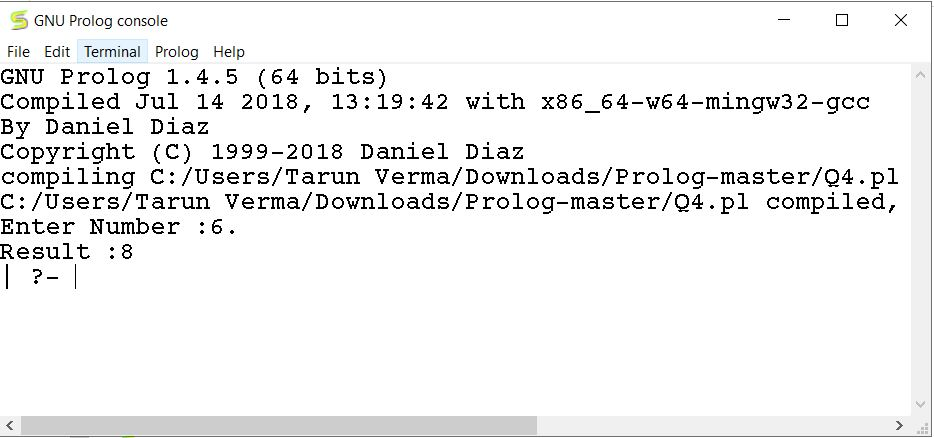 GNU Prolog console
File Edit Terminal Prolog Help
GNU Prolog 1.4.5 (64 bits)
Compiled Jul 14 2018, 13:19:42 with x86_64-w64-mingw32-gcc
By Daniel Diaz
Copyright (C) 1999-2018 Daniel Diaz
compiling C:/Users/Tarun Verma/Downloads/Prolog-master/Q4.pl
C:/Users/Tarun Verma/Downloads/Prolog-master/Q4.pl compiled,
Enter Number :6.
Result :8
| ?-